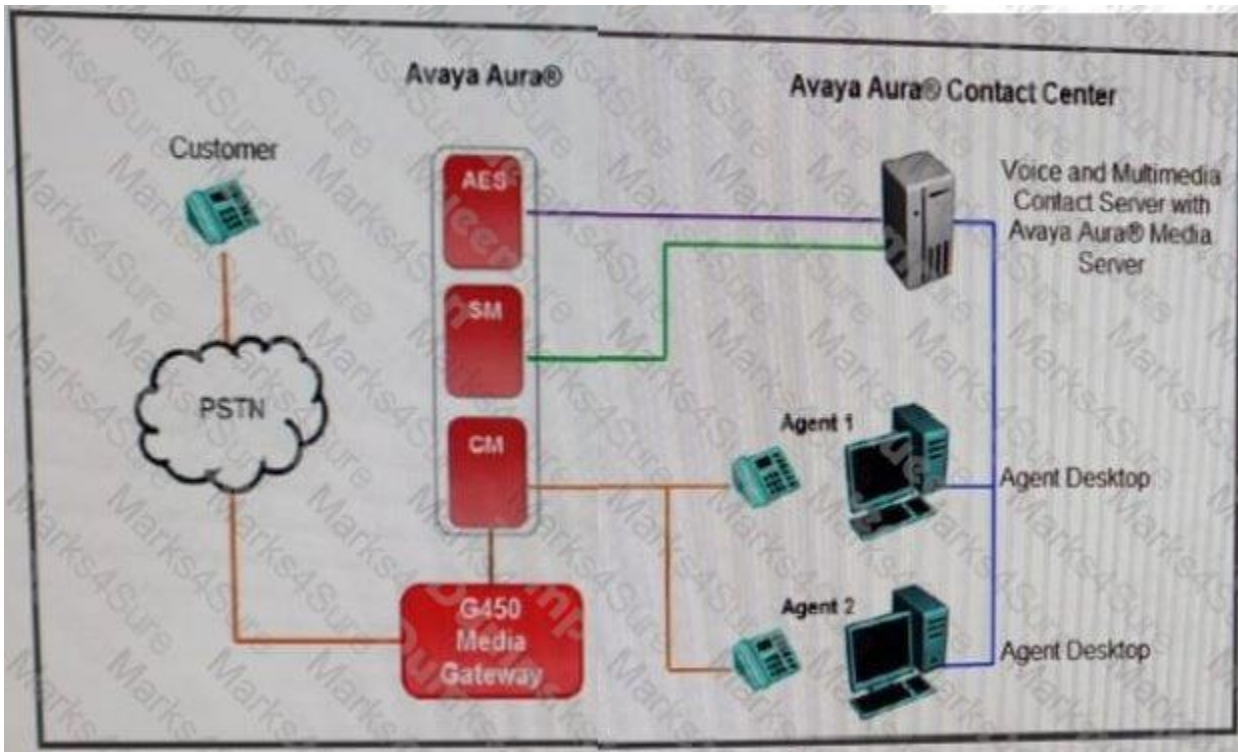 Avaya Aura®
Avaya Aura® Contact Center
Customer
AES
Voice and Multimedia
Contact Server with
Avaya Aura® Media
Server
SM
PSTN
CM
Agent 1
Agent Desktop
G450
Media
Gateway
Agent 2
Agent Desktop
Marks4Sure